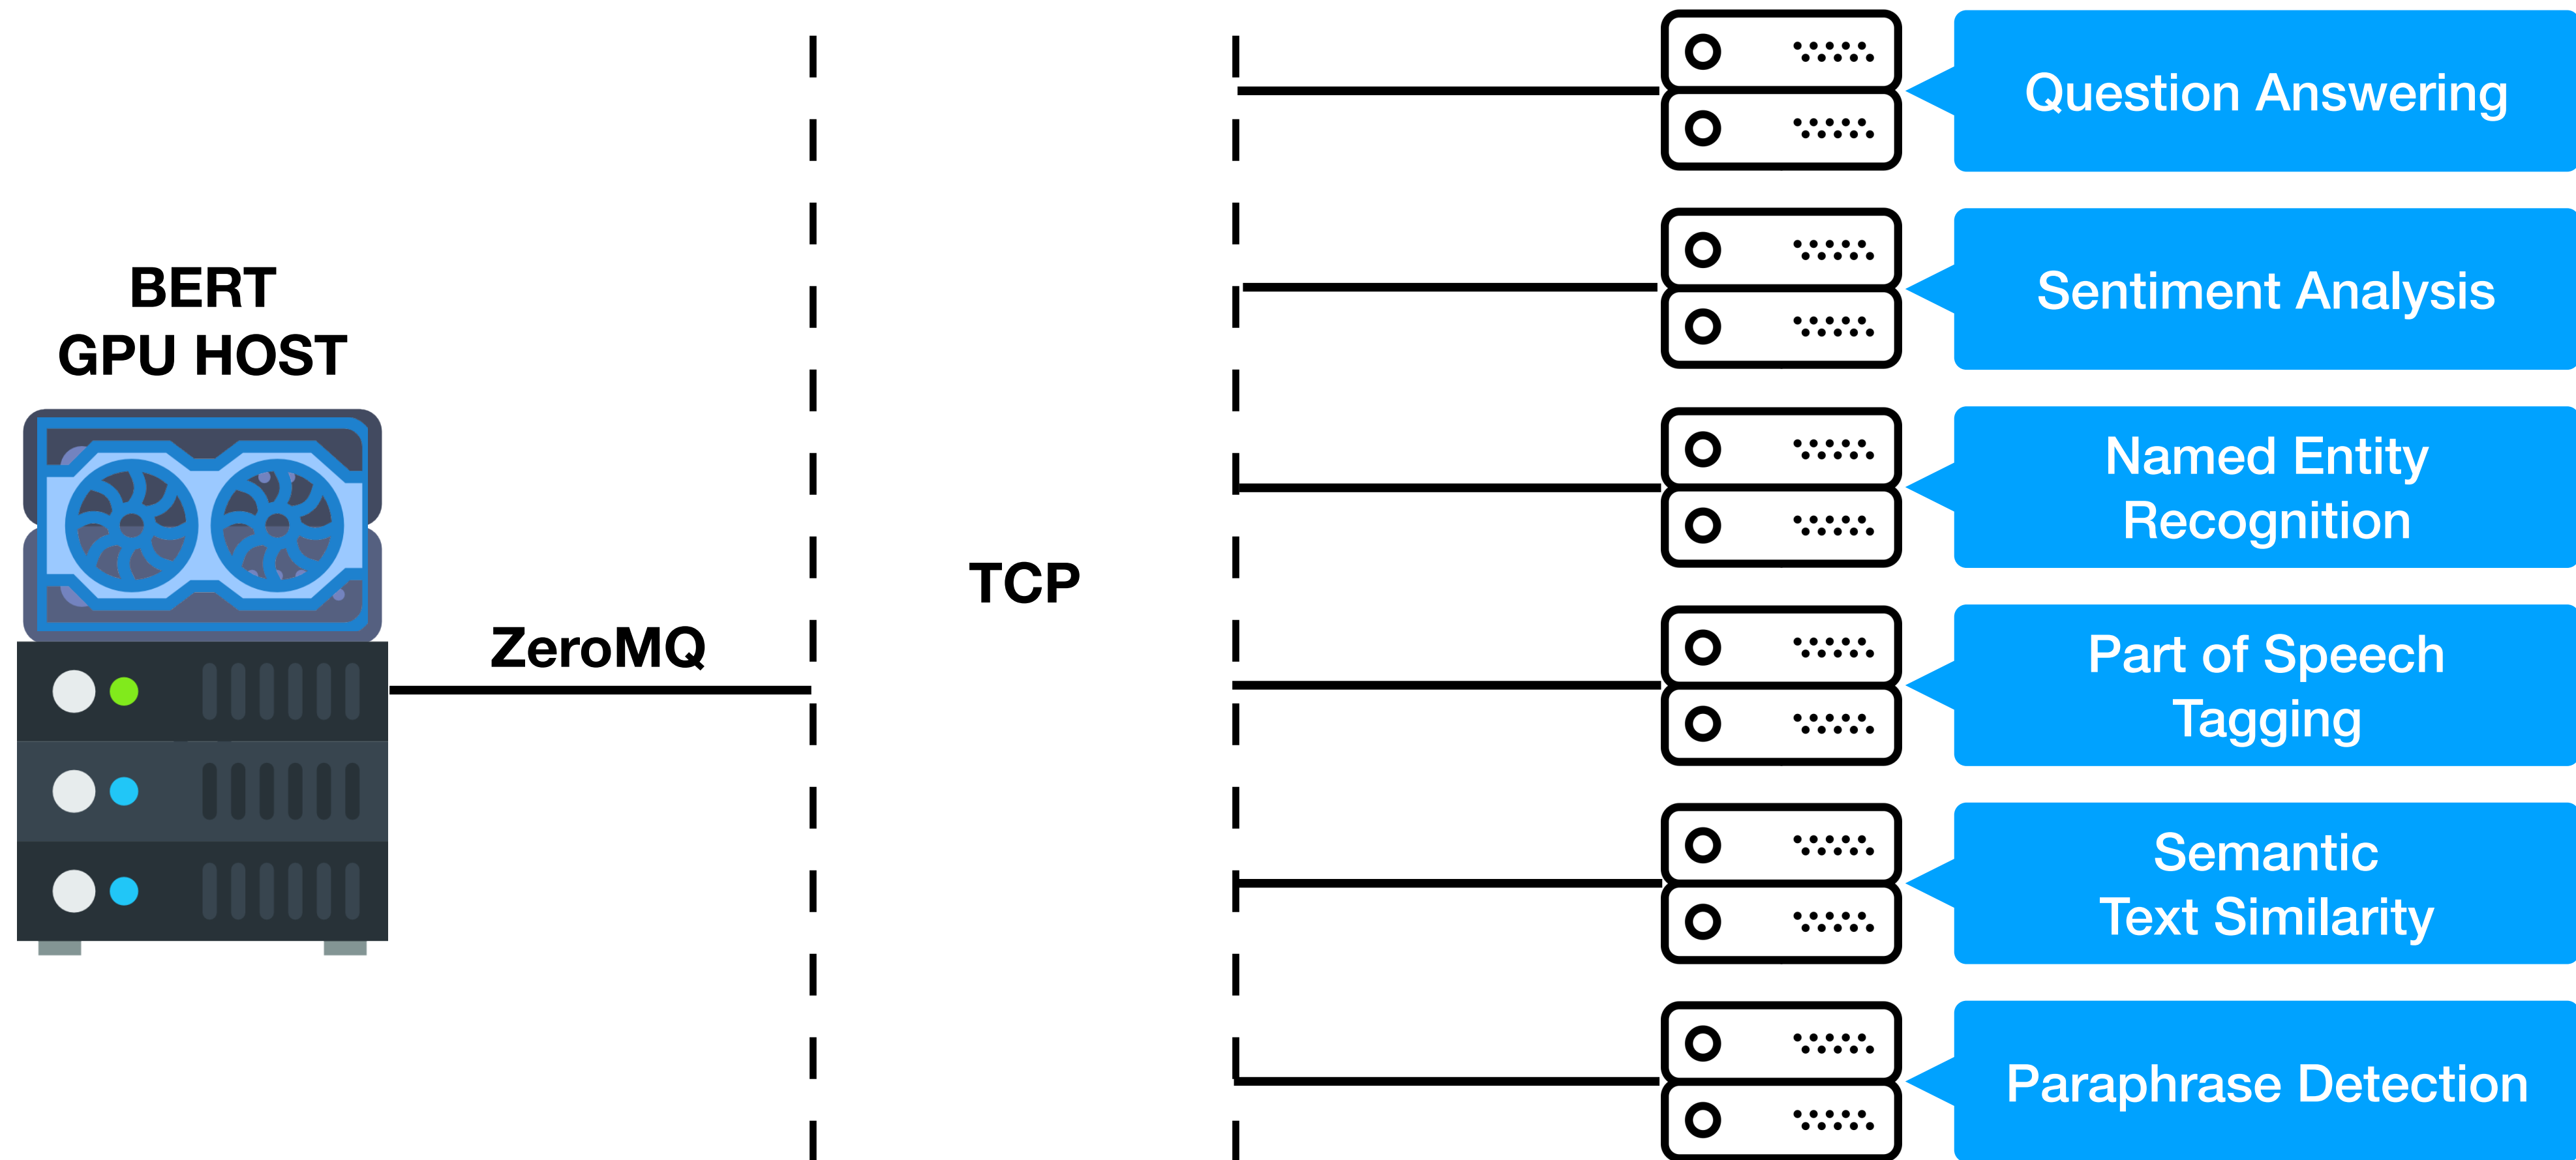 BERT
GPU HOST
ZeroMQ
TCP
Question Answering
Sentiment Analysis
Named Entity
Recognition
Part of Speech
Tagging
Semantic
Text Similarity
Paraphrase Detection